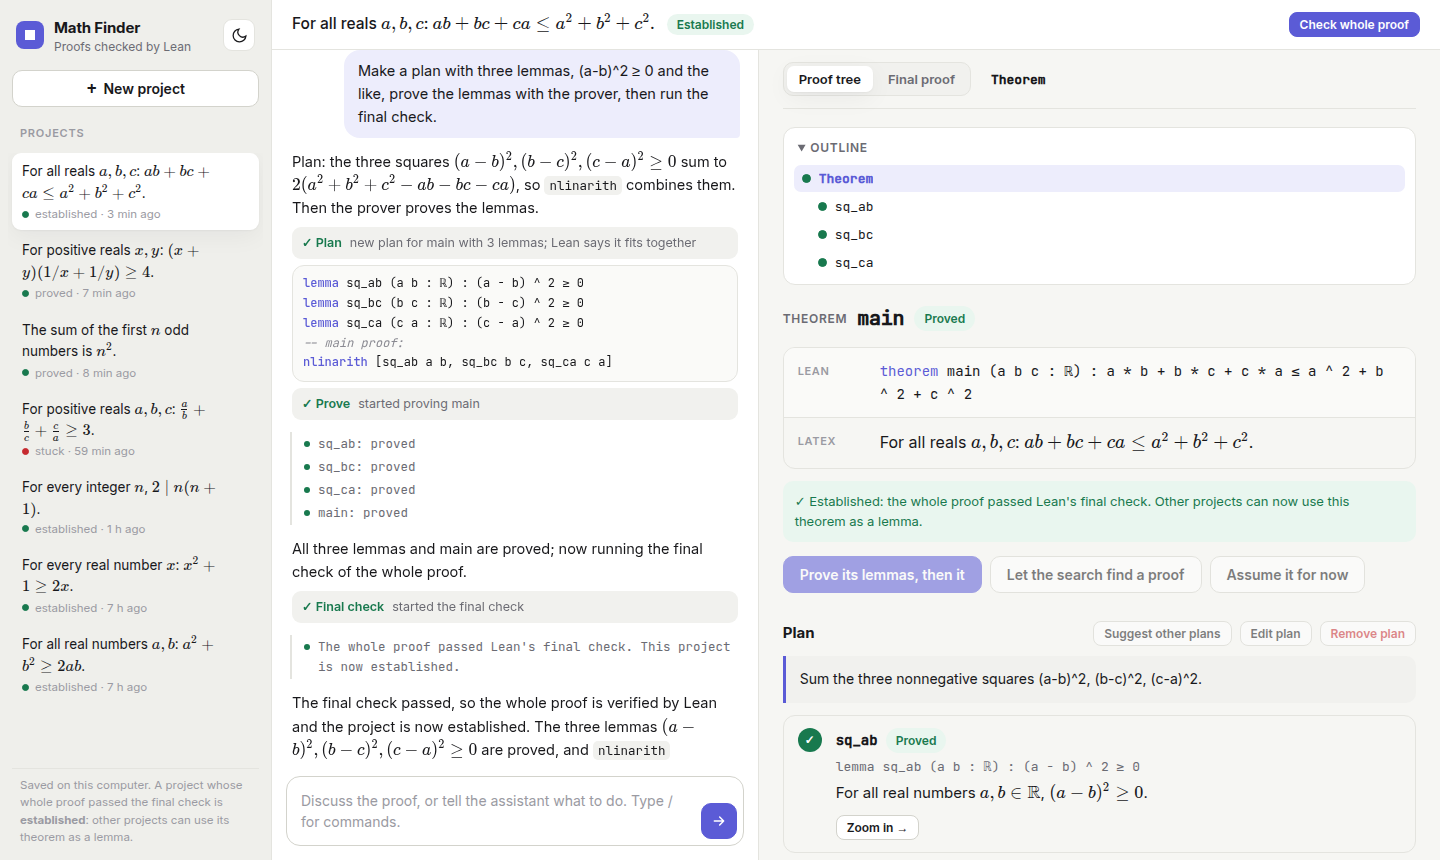 Math Finder
Proofs checked by Lean
+ New project
PROJECTS
For all reals a, b, c: ab + bc +
ca ≤ a² + b² + c².
established · 3 min ago
For positive reals x, y: (x +
y)(1/x + 1/y) ≥ 4.
proved · 7 min ago
The sum of the first n odd
numbers is n².
proved · 8 min ago
For positive reals a, b, c: a/b +
b/c + c/a ≥ 3.
stuck · 59 min ago
For every integer n, 2 | n(n +
1).
established · 1 h ago
For every real number x: x² +
1 ≥ 2x.
established · 7 h ago
For all real numbers a, b: a² +
b² ≥ 2ab.
established · 7 h ago
Saved on this computer. A project whose
whole proof passed the final check is
established: other projects can use its
theorem as a lemma.
For all reals a, b, c: ab + bc + ca ≤ a² + b² + c². Established
Check whole proof
Make a plan with three lemmas, (a-b)^2 ≥ 0 and the
like, prove the lemmas with the prover, then run the
final check.
Plan: the three squares (a − b)², (b − c)², (c − a)² ≥ 0 sum to
2(a² + b² + c² − ab − bc − ca), so nlinarith combines them.
Then the prover proves the lemmas.
✓ Plan new plan for main with 3 lemmas; Lean says it fits together
lemma sq_ab (a b : ℝ) : (a - b) ^ 2 ≥ 0
lemma sq_bc (b c : ℝ) : (b - c) ^ 2 ≥ 0
lemma sq_ca (c a : ℝ) : (c - a) ^ 2 ≥ 0
-- main proof:
nlinarith [sq_ab a b, sq_bc b c, sq_ca c a]
✓ Prove started proving main
sq_ab: proved
sq_bc: proved
sq_ca: proved
main: proved
All three lemmas and main are proved; now running the final
check of the whole proof.
✓ Final check started the final check
The whole proof passed Lean's final check. This project
is now established.
The final check passed, so the whole proof is verified by Lean
and the project is now established. The three lemmas (a −
b)², (b − c)², (c − a)² ≥ 0 are proved, and nlinarith
Discuss the proof, or tell the assistant what to do. Type /
for commands.
Proof tree Final proof Theorem
▼ OUTLINE
Theorem
sq_ab
sq_bc
sq_ca
THEOREM main Proved
LEAN theorem main (a b c : ℝ) : a * b + b * c + c * a ≤ a ^ 2 + b
^ 2 + c ^ 2
LATEX For all reals a, b, c: ab + bc + ca ≤ a² + b² + c².
✓ Established: the whole proof passed Lean's final check. Other projects can now use this
theorem as a lemma.
Prove its lemmas, then it Let the search find a proof Assume it for now
Plan Suggest other plans Edit plan Remove plan
Sum the three nonnegative squares (a-b)^2, (b-c)^2, (c-a)^2.
✓ sq_ab Proved
lemma sq_ab (a b : ℝ) : (a - b) ^ 2 ≥ 0
For all real numbers a, b ∈ ℝ, (a − b)² ≥ 0.
Zoom in →